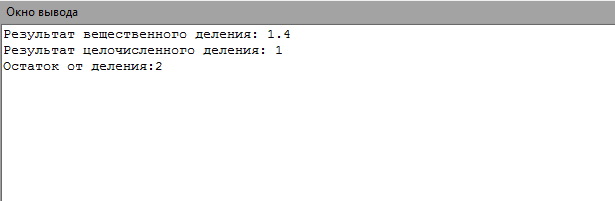 Окно вывода
Результат вещественного деления: 1.4
Результат целочисленного деления: 1
Остаток от деления:2